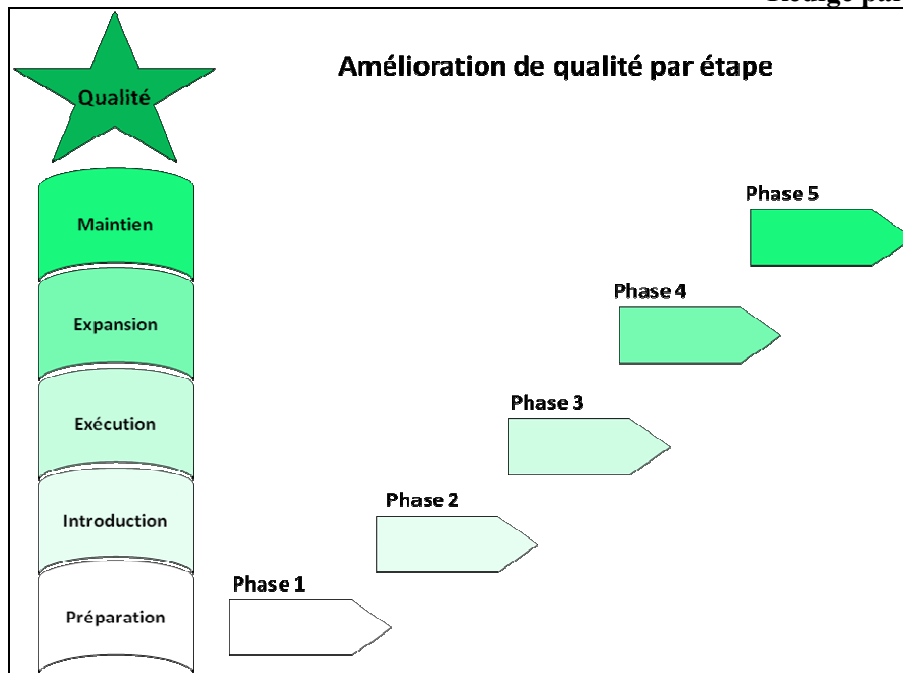 Amélioration de qualité par étape
Qualité
Maintien
Phase 5
Expansion
Phase 4
Exécution
Phase 3
Introduction
Phase 2
Préparation
Phase 1